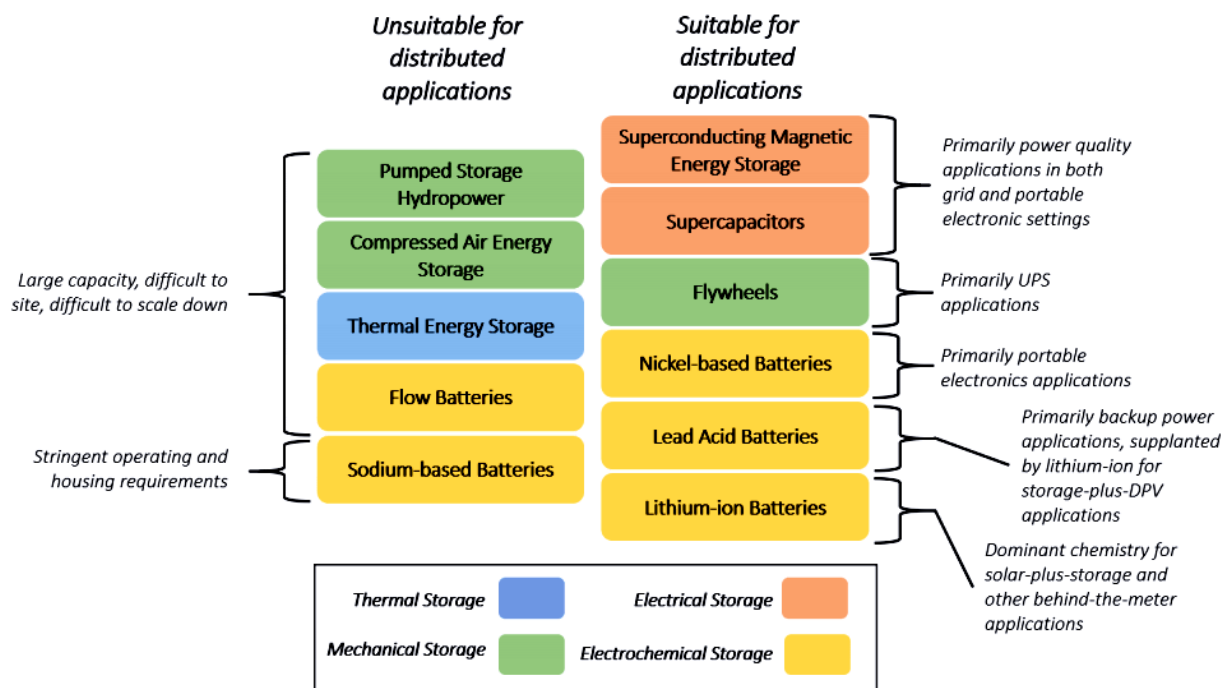 Unsuitable for
distributed
applications
Suitable for
distributed
applications
Large capacity, difficult to
site, difficult to scale down
Stringent operating and
housing requirements
Pumped Storage
Hydropower
Compressed Air Energy
Storage
Thermal Energy Storage
Flow Batteries
Sodium-based Batteries
Superconducting Magnetic
Energy Storage
Supercapacitors
Flywheels
Nickel-based Batteries
Lead Acid Batteries
Lithium-ion Batteries
Primarily power quality
applications in both
grid and portable
electronic settings
Primarily UPS
applications
Primarily portable
electronics applications
Primarily backup power
applications, supplanted
by lithium-ion for
storage-plus-DPV
applications
Dominant chemistry for
solar-plus-storage and
other behind-the-meter
applications
Thermal Storage
Electrical Storage
Mechanical Storage
Electrochemical Storage